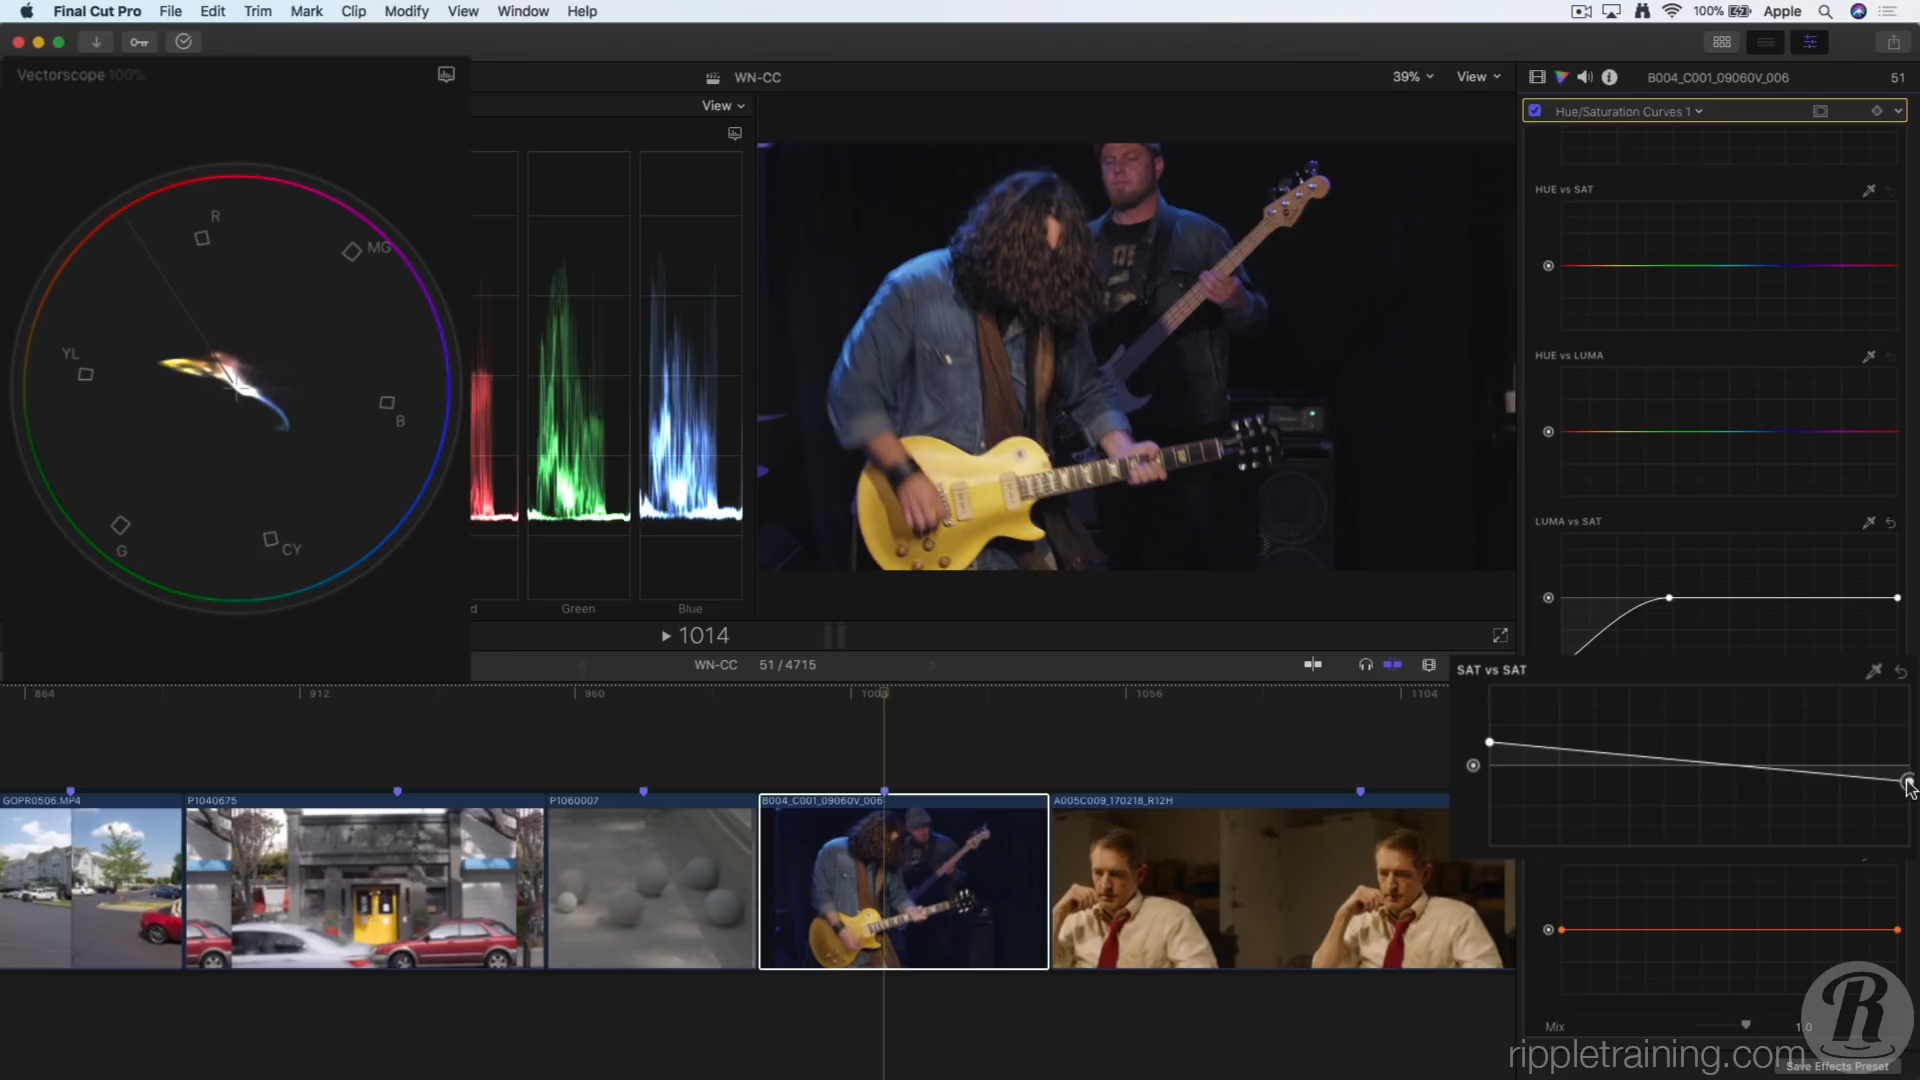 Final Cut Pro File Edit Trim Mark Clip Modify View Window Help 100% Apple
Vectorscope 100%
WN-CC 39% View
B004_C001_09060V_006 51
View
Hue/Saturation Curves 1
HUE vs SAT
R
MG
YL
B
G
CY
HUE vs LUMA
LUMA vs SAT
d Green Blue
1014
WN-CC 51 / 4715
SAT vs SAT
864 912 960 1008 1056 1104
GOPR0506.MP4 P1040675 P1060007 B004_C001_09060V_006 A005C009_170218_R12H
Mix 1.0
R
rippletraining.com
Save Effects Preset